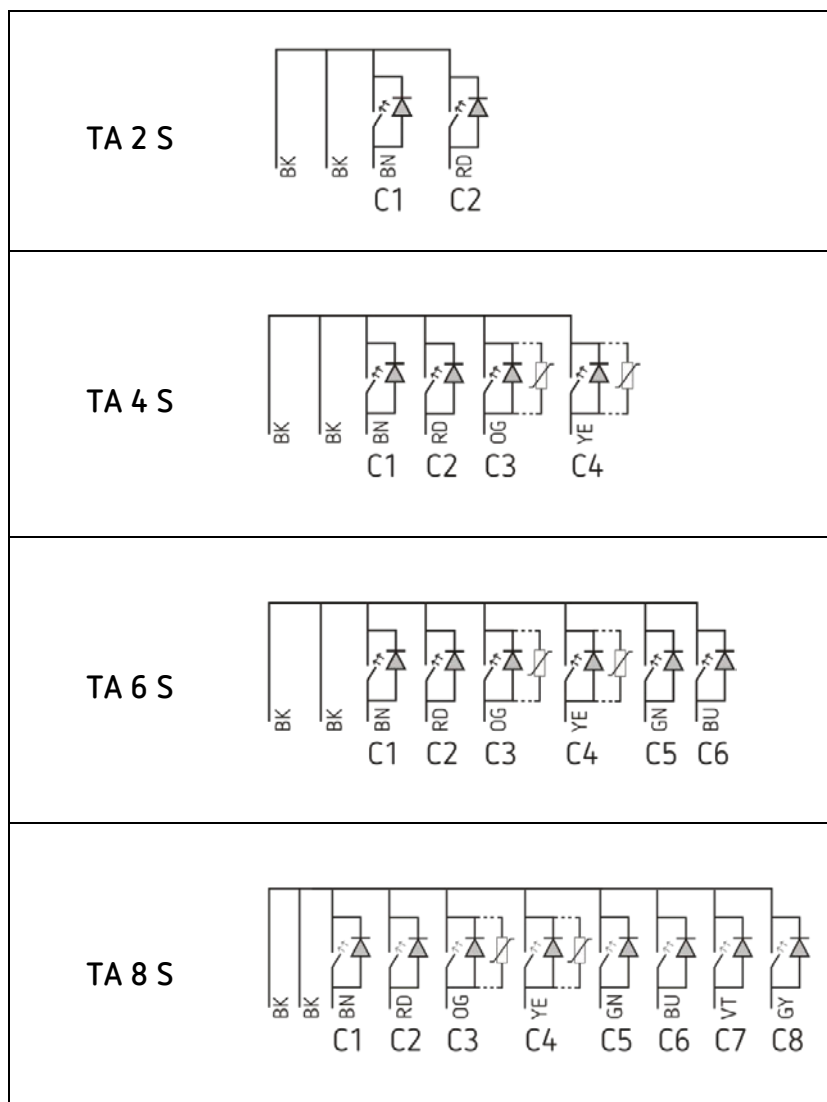 TA 2 S
BK BK BN RD
C1 C2
TA 4 S
BK BK BN RD OG YE
C1 C2 C3 C4
TA 6 S
BK BK BN RD OG YE GN BU
C1 C2 C3 C4 C5 C6
TA 8 S
BK BK BN RD OG YE GN BU VT GY
C1 C2 C3 C4 C5 C6 C7 C8